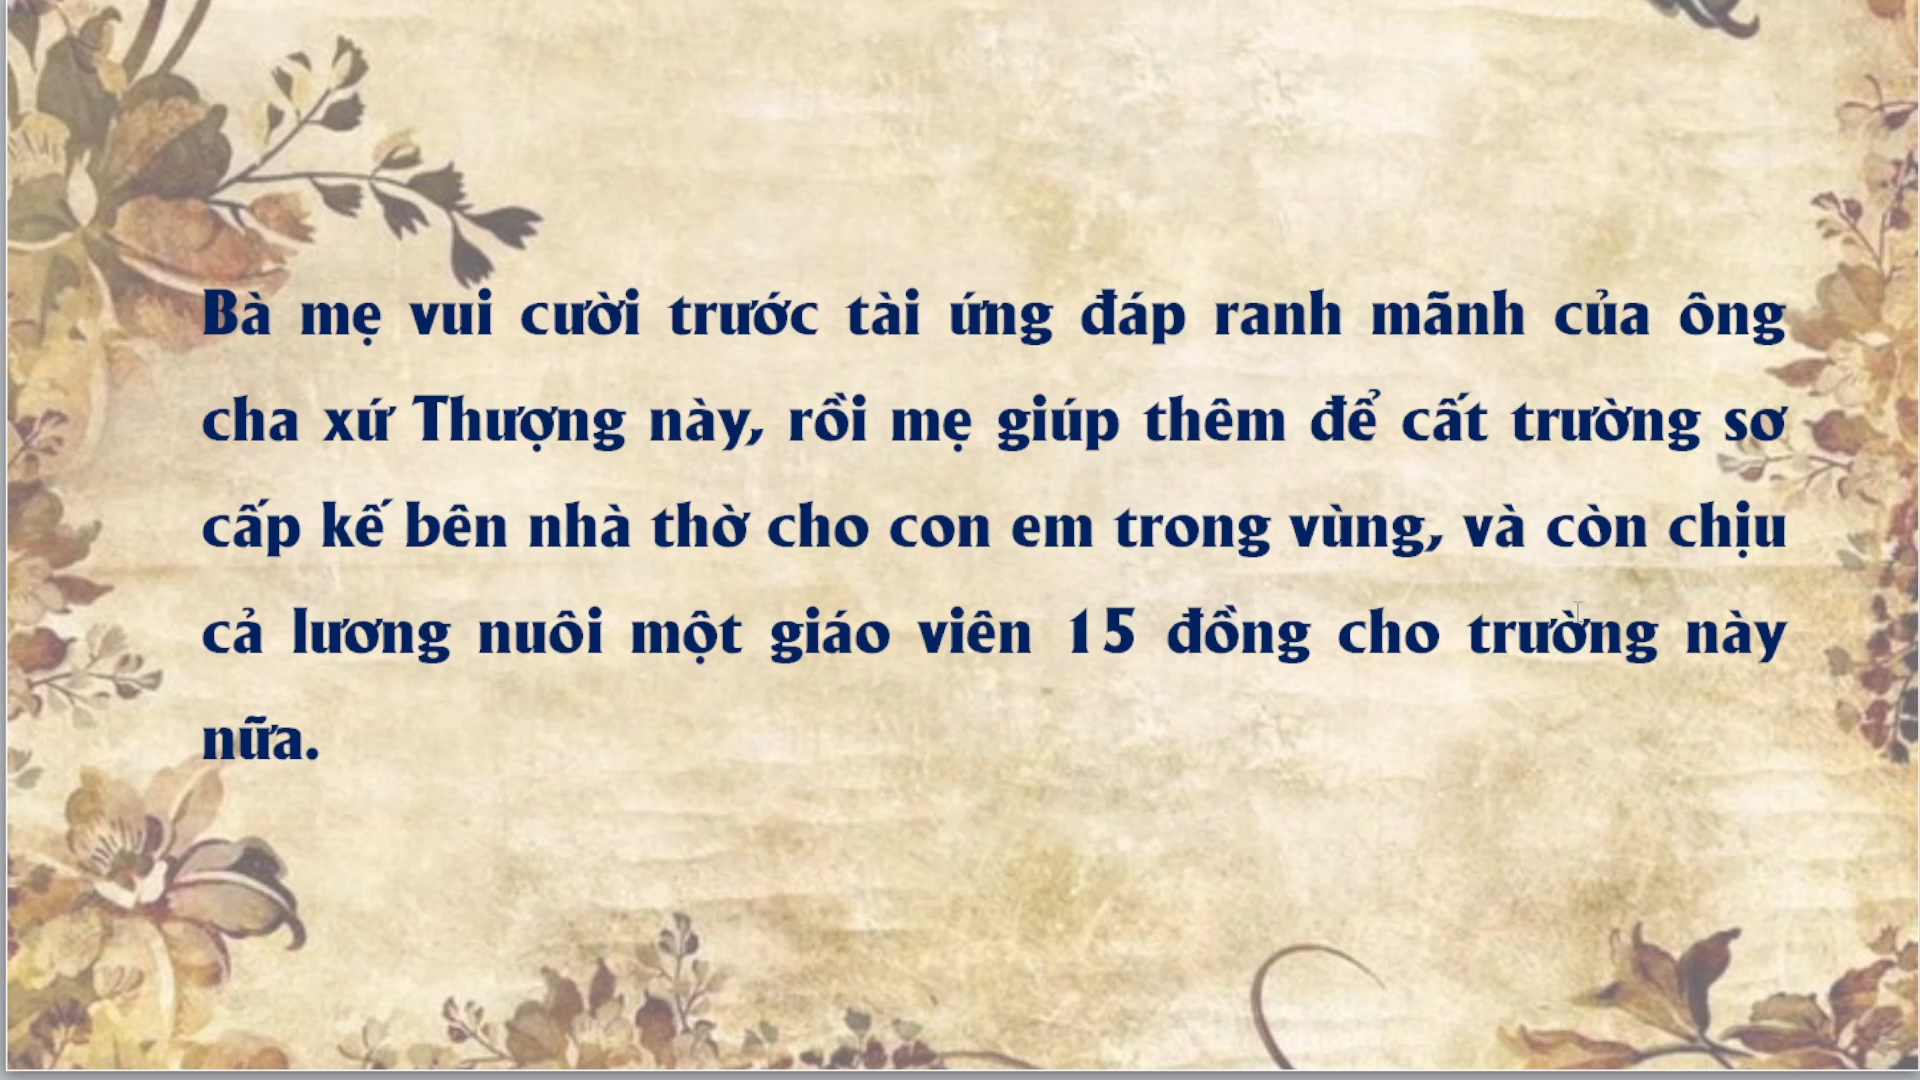 Bà mẹ vui cười trước tài ứng đáp ranh mãnh của ông
cha xứ Thượng này, rồi mẹ giúp thêm để cất trường sơ
cấp kế bên nhà thờ cho con em trong vùng, và còn chịu
cả lương nuôi một giáo viên 15 đồng cho trường này
nữa.